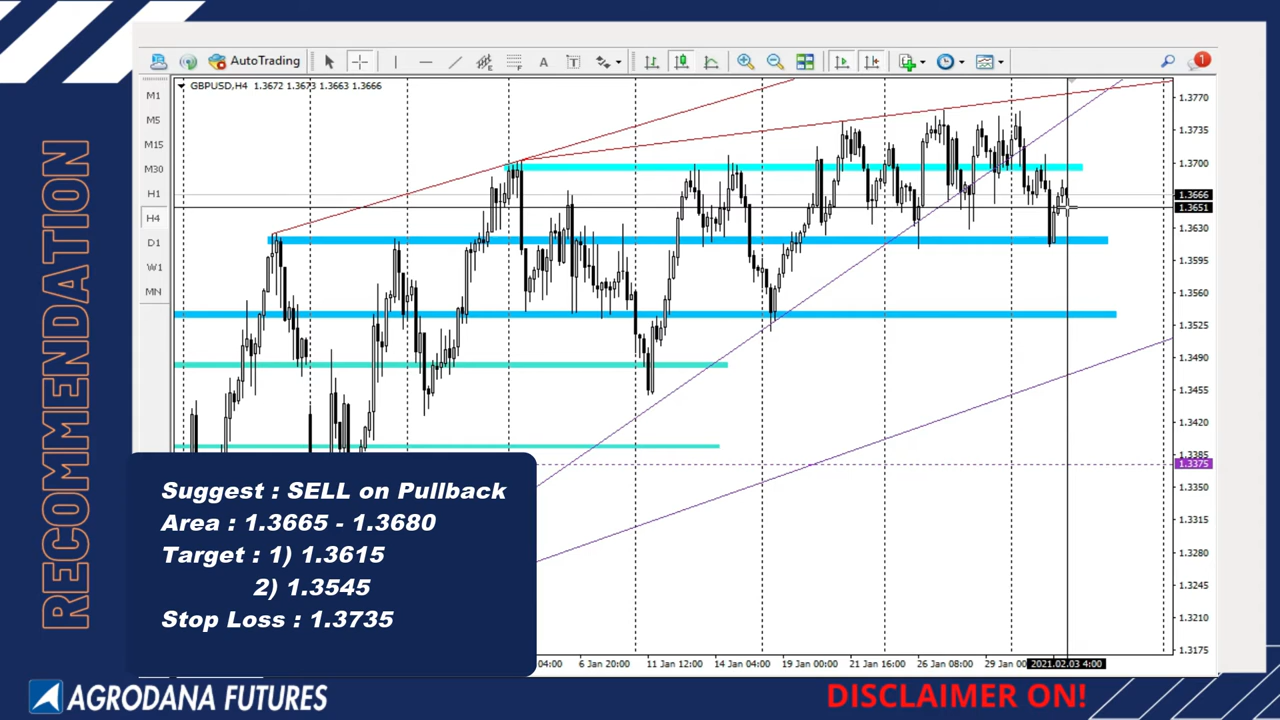 RECOMMENDATION
AutoTrading
A
T
1
M1
M5
M15
M30
H1
H4
D1
W1
MN
GBPUSD,H4 1.3672 1.3673 1.3663 1.3666
1.3770
1.3735
1.3700
1.3666
1.3651
1.3630
1.3595
1.3560
1.3525
1.3490
1.3455
1.3420
1.3385
1.3375
1.3350
1.3315
1.3280
1.3245
1.3210
1.3175
Suggest : SELL on Pullback
Area : 1.3665 - 1.3680
Target : 1) 1.3615
2) 1.3545
Stop Loss : 1.3735
04:00 6 Jan 20:00 11 Jan 12:00 14 Jan 04:00 19 Jan 00:00 21 Jan 16:00 26 Jan 08:00 29 Jan 00 2021.02.03 4:00
AGRODANA FUTURES
DISCLAIMER ON!